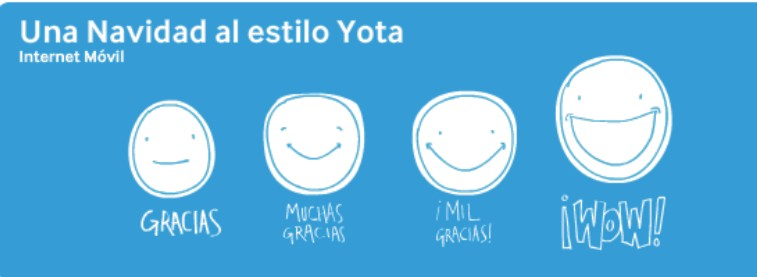 Una Navidad al estilo Yota
Internet Móvil
GRACIAS
MUCHAS
GRACIAS
¡MIL
GRACIAS!
¡WOW!